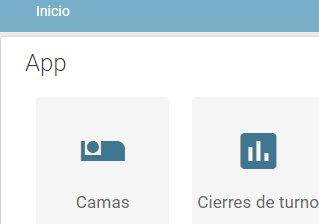 Inicio
App
Camas
Cierres de turno